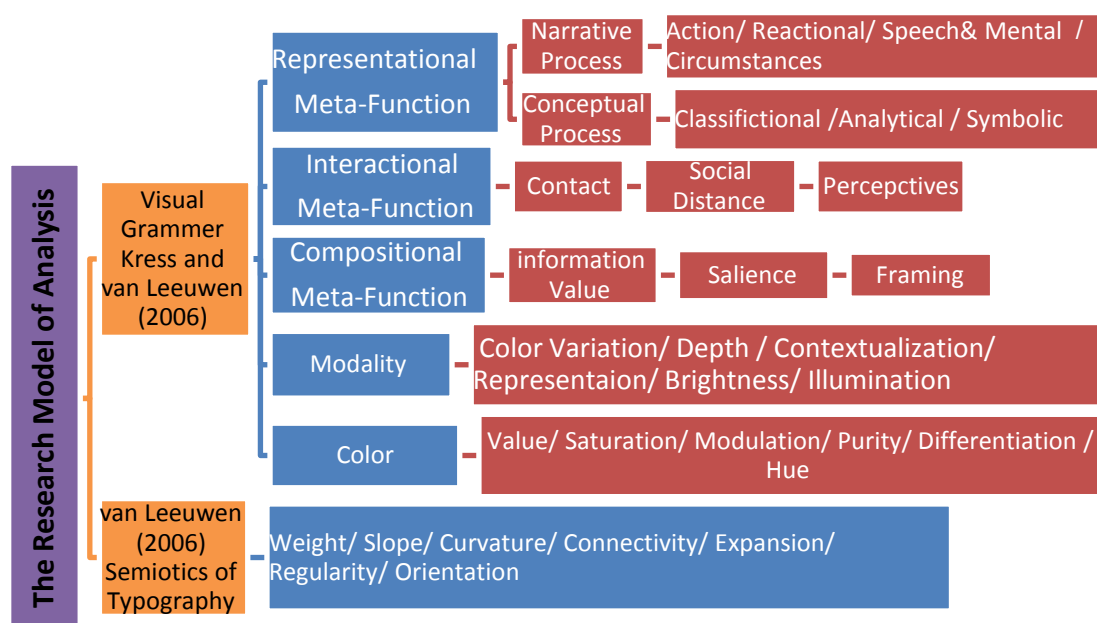 The Research Model of Analysis
Visual
Grammer
Kress and
van Leeuwen
(2006)
Representational
Meta-Function
Narrative
Process
Action/ Reactional/ Speech& Mental /
Circumstances
Conceptual
Process
Classifictional /Analytical / Symbolic
Interactional
Meta-Function
Contact
Social
Distance
Percepctives
Compositional
Meta-Function
information
Value
Salience
Framing
Modality
Color Variation/ Depth / Contextualization/
Representaion/ Brightness/ Illumination
Color
Value/ Saturation/ Modulation/ Purity/ Differentiation /
Hue
van Leeuwen
(2006)
Semiotics of
Typography
Weight/ Slope/ Curvature/ Connectivity/ Expansion/
Regularity/ Orientation